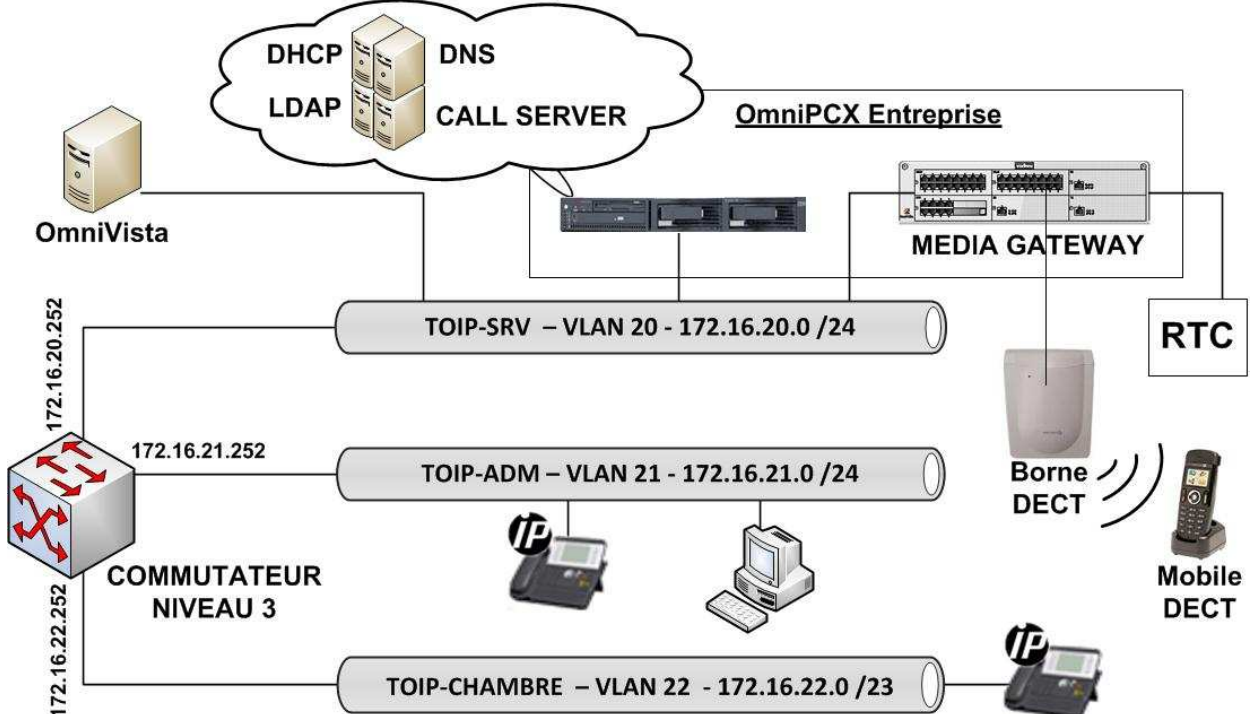 DHCP
DNS
LDAP
CALL SERVER
OmniPCX Entreprise
OmniVista
MEDIA GATEWAY
172.16.20.252
TOIP-SRV – VLAN 20 - 172.16.20.0 /24
RTC
172.16.21.252
TOIP-ADM – VLAN 21 - 172.16.21.0 /24
Borne
DECT
IP
COMMUTATEUR
NIVEAU 3
Mobile
DECT
172.16.22.252
IP
TOIP-CHAMBRE – VLAN 22 - 172.16.22.0 /23